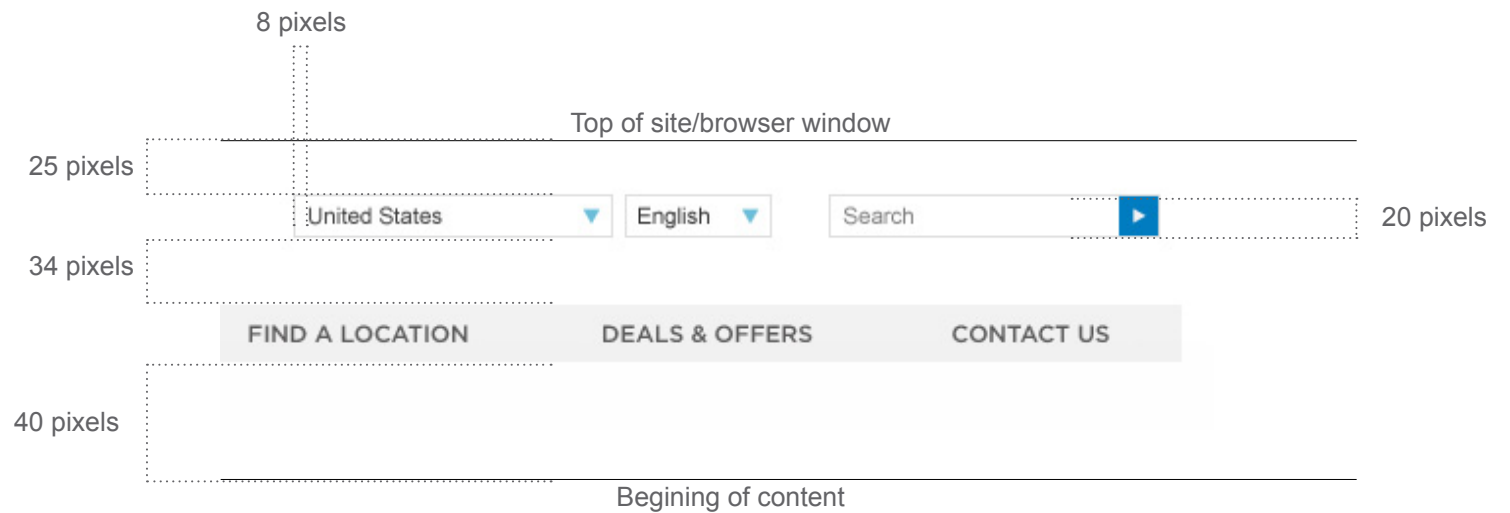 8 pixels
Top of site/browser window
25 pixels
United States English Search
20 pixels
34 pixels
FIND A LOCATION DEALS & OFFERS CONTACT US
40 pixels
Begining of content